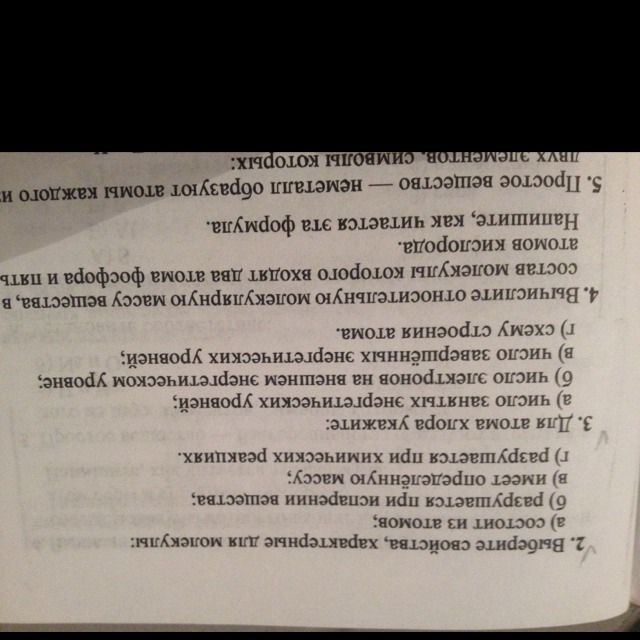 2. Выберите свойства, характерные для молекулы:
а) состоит из атомов;
б) разрушается при испарении вещества;
в) имеет определённую массу;
г) разрушается при химических реакциях.
3. Для атома хлора укажите:
а) число занятых энергетических уровней;
б) число электронов на внешнем энергетическом уровне;
в) число завершённых энергетических уровней;
г) схему строения атома.
4. Вычислите относительную молекулярную массу вещества, в
состав молекулы которого входят два атома фосфора и пять
атомов кислорода.
Напишите, как читается эта формула.
5. Простое вещество — неметалл образуют атомы каждого из
двух элементов, символы которых: